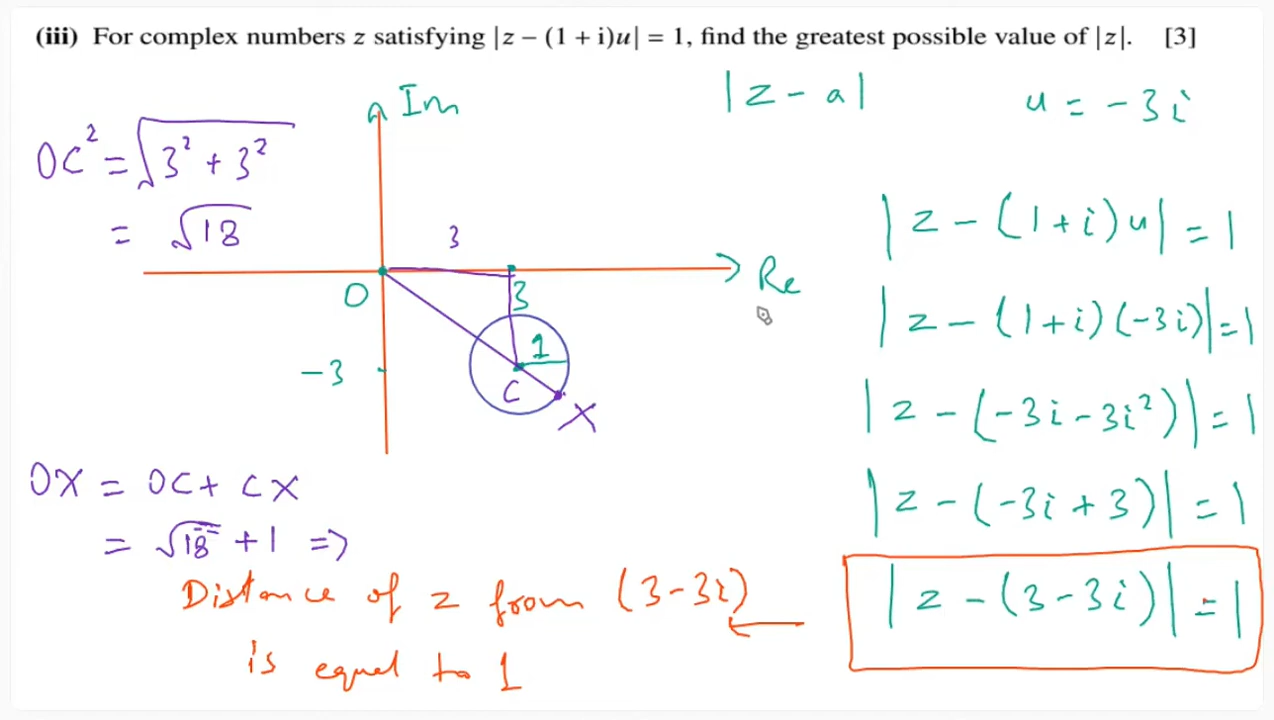 (iii) For complex numbers z satisfying |z − (1 + i)u| = 1, find the greatest possible value of |z|. [3]
|z - a|
u = -3i
Im
OC² = √3² + 3²
= √18
3
Re
O
3
1
C
X
-3
|z - (1+i)u| = 1
|z - (1+i)(-3i)| = 1
|z - (-3i - 3i²)| = 1
|z - (-3i + 3)| = 1
|z - (3 - 3i)| = 1
OX = OC + CX
= √18 + 1 =>
Distance of z from (3-3i)
is equal to 1